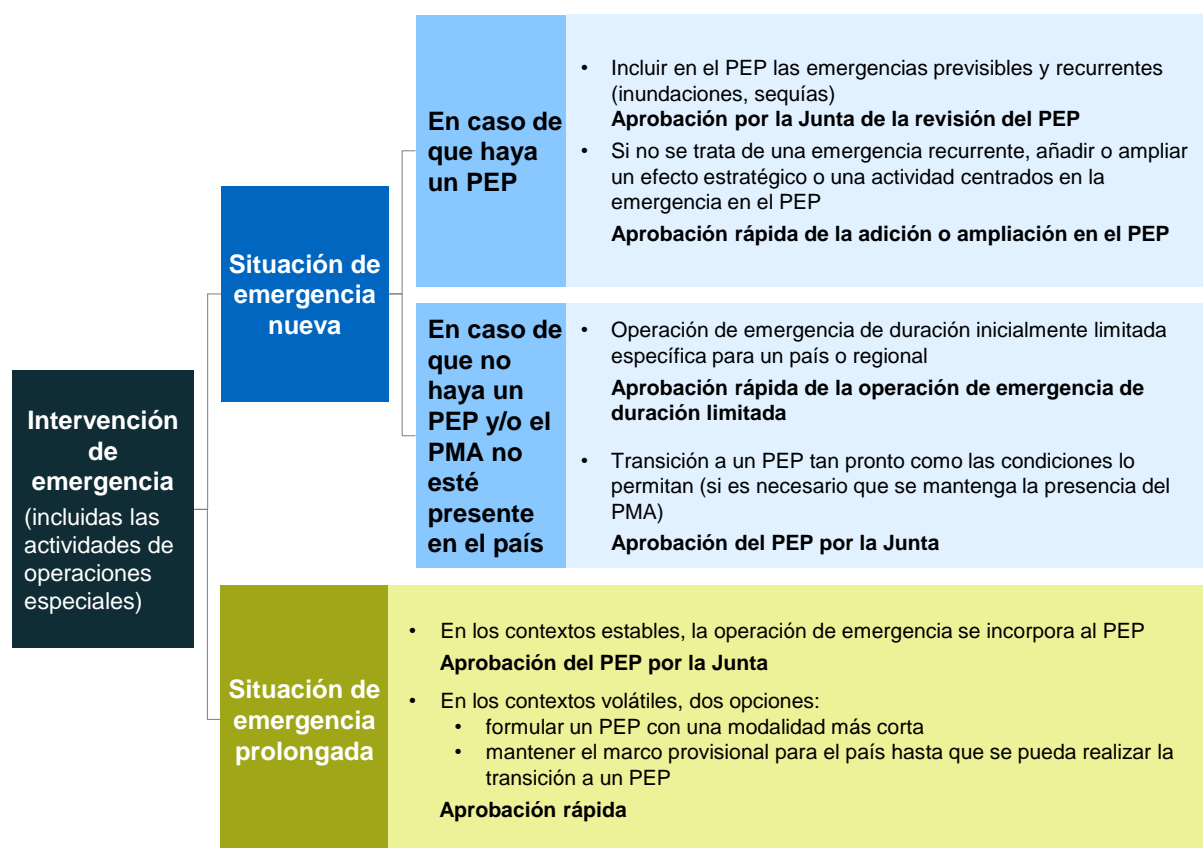 Intervención
de
emergencia
(incluidas las
actividades de
operaciones
especiales)
Situación de
emergencia
nueva
En caso de
que haya
un PEP
• Incluir en el PEP las emergencias previsibles y recurrentes
(inundaciones, sequías)
Aprobación por la Junta de la revisión del PEP
• Si no se trata de una emergencia recurrente, añadir o ampliar
un efecto estratégico o una actividad centrados en la
emergencia en el PEP
Aprobación rápida de la adición o ampliación en el PEP
En caso de
que no
haya un
PEP y/o el
PMA no
esté
presente
en el país
• Operación de emergencia de duración inicialmente limitada
específica para un país o regional
Aprobación rápida de la operación de emergencia de
duración limitada
• Transición a un PEP tan pronto como las condiciones lo
permitan (si es necesario que se mantenga la presencia del
PMA)
Aprobación del PEP por la Junta
Situación de
emergencia
prolongada
• En los contextos estables, la operación de emergencia se incorpora al PEP
Aprobación del PEP por la Junta
• En los contextos volátiles, dos opciones:
• formular un PEP con una modalidad más corta
• mantener el marco provisional para el país hasta que se pueda realizar la
transición a un PEP
Aprobación rápida